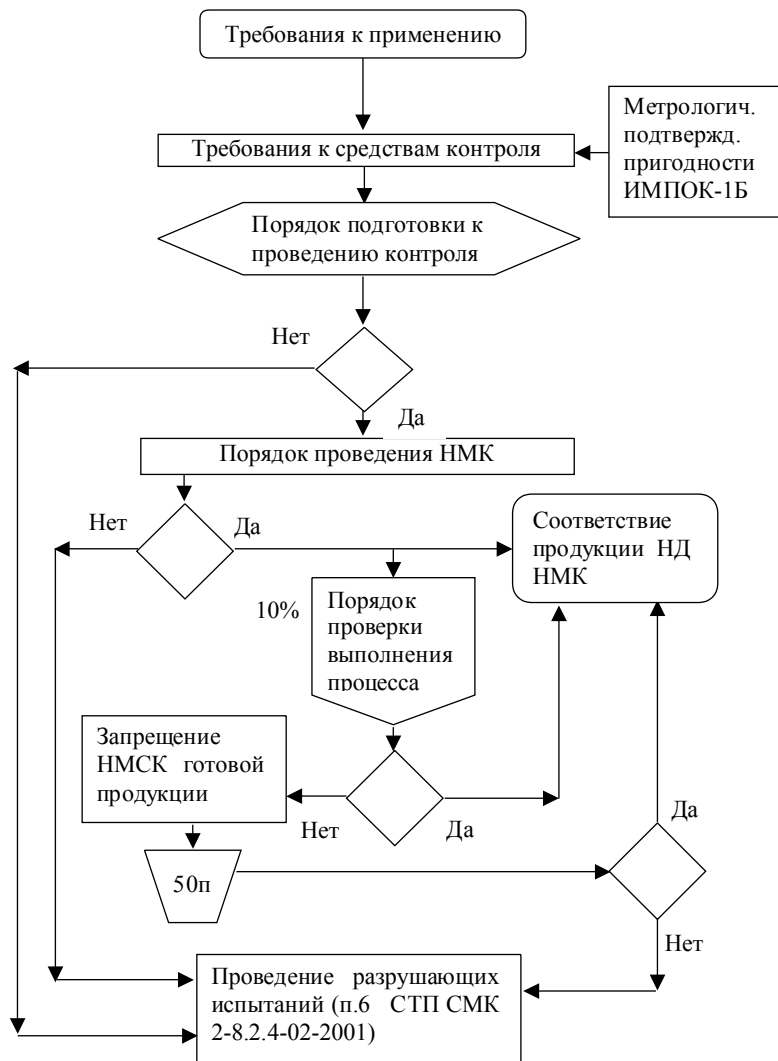 Требования к применению
Метрологич.
подтвержд.
пригодности
ИМПОК-1Б
Требования к средствам контроля
Порядок подготовки к
проведению контроля
Нет
Да
Порядок проведения НМК
Нет
Да
Соответствие
продукции НД
НМК
10%
Порядок
проверки
выполнения
процесса
Запрещение
НМСК готовой
продукции
Нет
Да
Да
50п
Нет
Проведение разрушающих
испытаний (п.6 СТП СМК
2-8.2.4-02-2001)